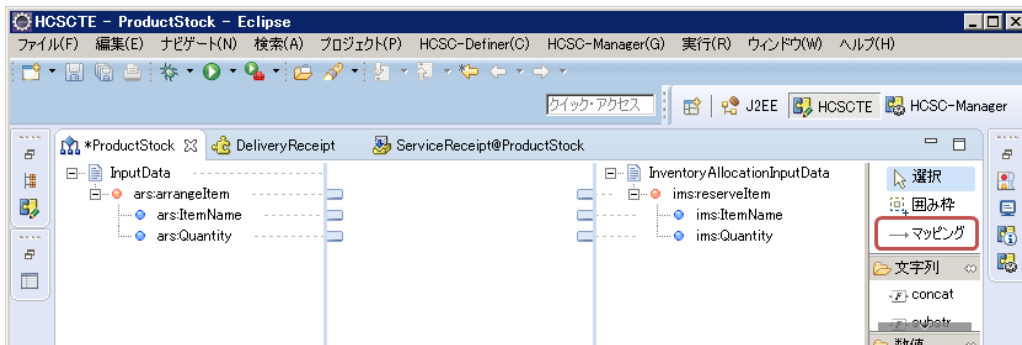 HCSCTE - ProductStock - Eclipse
ファイル(F) 編集(E) ナビゲート(N) 検索(A) プロジェクト(P) HCSC-Definer(C) HCSC-Manager(G) 実行(R) ウィンドウ(W) ヘルプ(H)
クイック・アクセス J2EE HCSCTE HCSC-Manager
*ProductStock DeliveryReceipt ServiceReceipt@ProductStock
InputData InventoryAllocationInputData 選択
ars:arrangeItem ims:reserveItem 囲み枠
ars:ItemName ims:ItemName マッピング
ars:Quantity ims:Quantity
文字列
concat
substr
数値